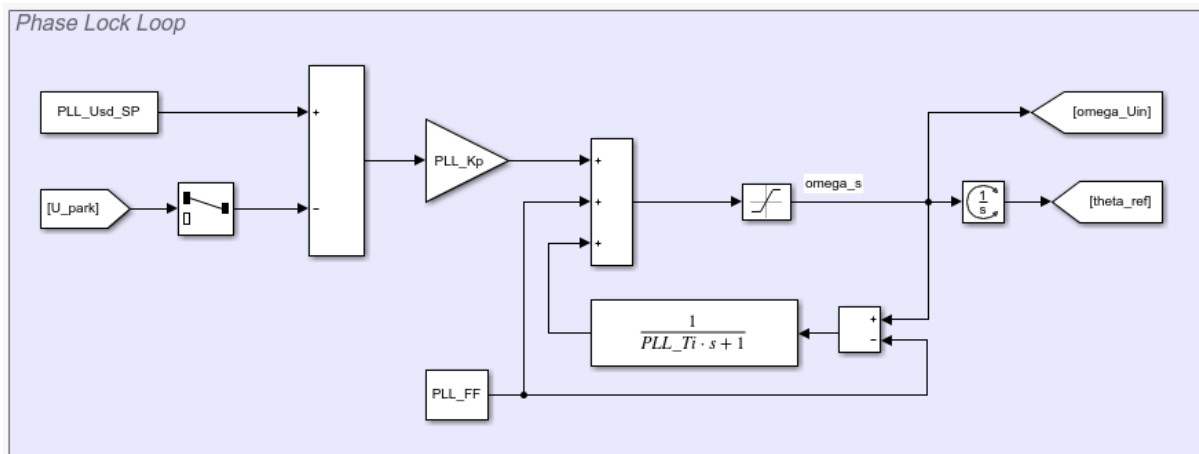 Phase Lock Loop
PLL_Usd_SP
+
[U_park]
−
PLL_Kp
+
+
+
omega_s
[omega_Uin]
1
s
[theta_ref]
1
PLL_Ti · s + 1
+
−
PLL_FF